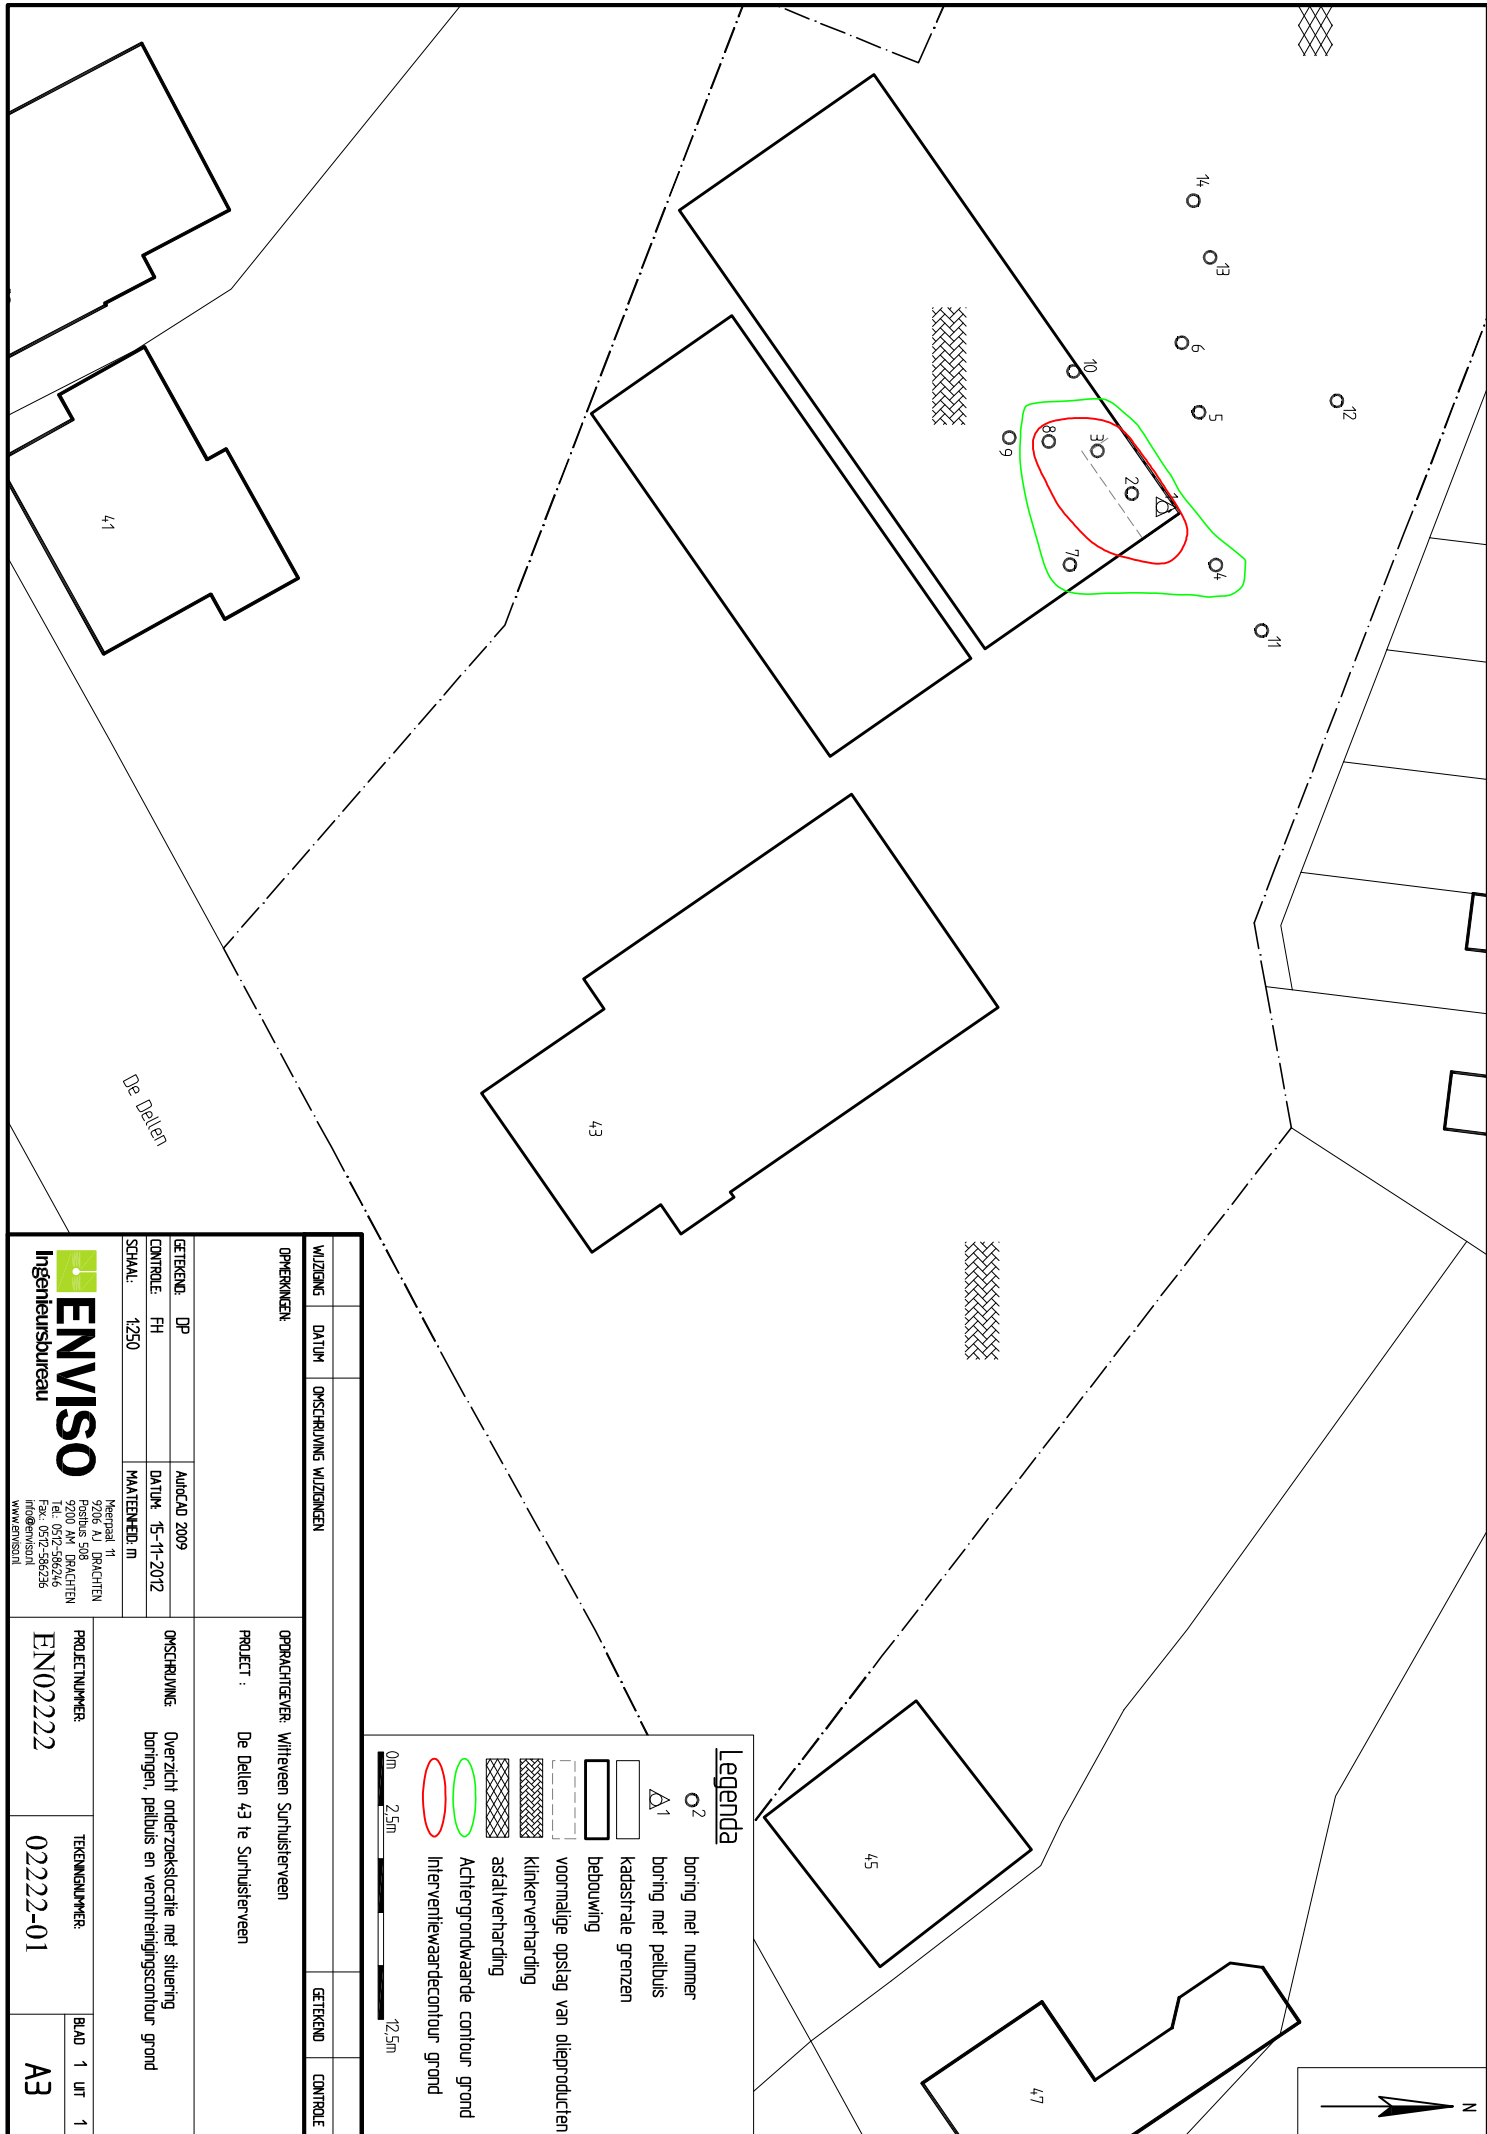 14
13
6
10
5
12
9
8
3
2
1
7
4
11
41
43
De Dellen
45
47
N
Legenda
2 boring met nummer
1 boring met peilbuis
kadastrale grenzen
bebouwing
voormalige opslag van olieproducten
klinkerverharding
asfaltverharding
Achtergrondwaarde contour grond
Interventiewaardecontour grond
0m 2,5m 12,5m
WIJZIGING DATUM OMSCHRIJVING WIJZIGINGEN GETEKEND CONTROLE
OPMERKINGEN:
OPDRACHTGEVER: Witteveen Surhuisterveen
PROJECT : De Dellen 43 te Surhuisterveen
GETEKEND: DP AutoCAD 2009
CONTROLE: FH DATUM: 15-11-2012
SCHAAL: 1:250 MAATEENHEID: m
OMSCHRIJVING: Overzicht onderzoekslocatie met situering
boringen, peilbuis en verontreinigingscontour grond
ENVISO
Ingenieursbureau
Meerpaal 11
9206 AJ DRACHTEN
Postbus 508
9200 AM DRACHTEN
Tel.: 0512-586246
Fax.: 0512-586236
info@enviso.nl
www.enviso.nl
PROJECTNUMMER: TEKENINGNUMMER: BLAD 1 UIT 1
EN02222 02222-01 A3